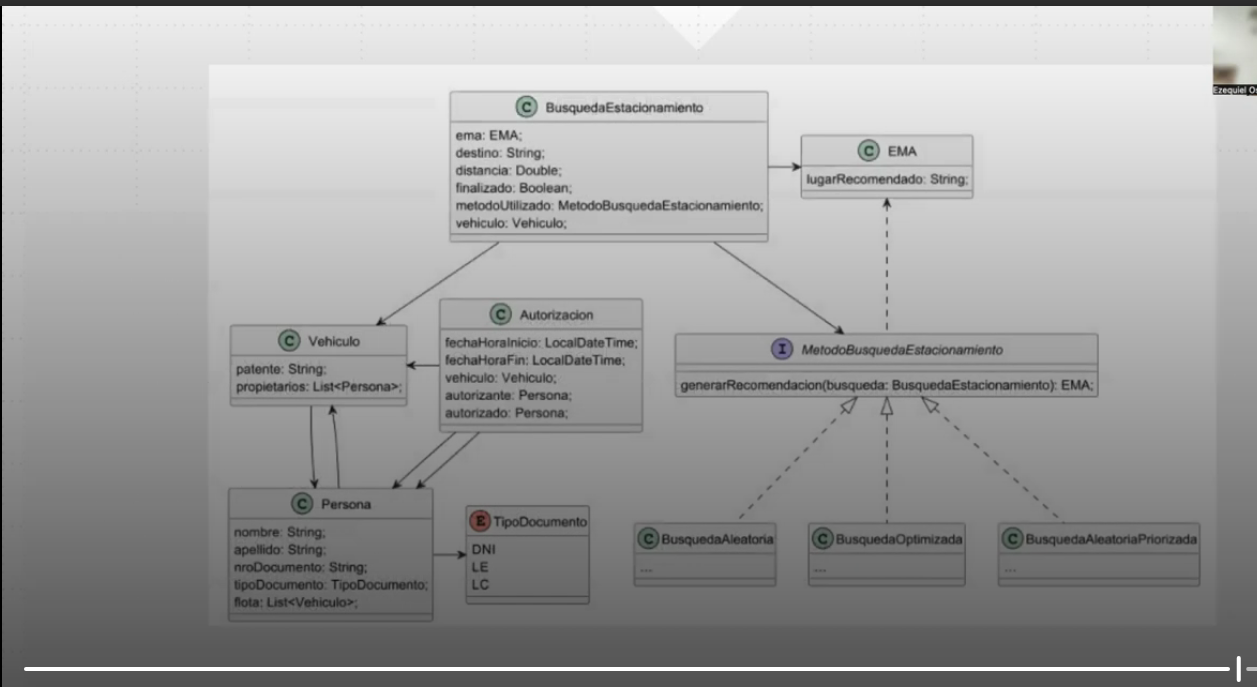 Ezequiel O
C BusquedaEstacionamiento
ema: EMA;
destino: String;
distancia: Double;
finalizado: Boolean;
metodoUtilizado: MetodoBusquedaEstacionamiento;
vehiculo: Vehiculo;
C EMA
lugarRecomendado: String;
C Vehiculo
patente: String;
propietarios: List<Persona>;
C Autorizacion
fechaHoraInicio: LocalDateTime;
fechaHoraFin: LocalDateTime;
vehiculo: Vehiculo;
autorizante: Persona;
autorizado: Persona;
I MetodoBusquedaEstacionamiento
generarRecomendacion(busqueda: BusquedaEstacionamiento): EMA;
C Persona
nombre: String;
apellido: String;
nroDocumento: String;
tipoDocumento: TipoDocumento;
flota: List<Vehiculo>;
E TipoDocumento
DNI
LE
LC
C BusquedaAleatoria
...
C BusquedaOptimizada
...
C BusquedaAleatoriaPriorizada
...